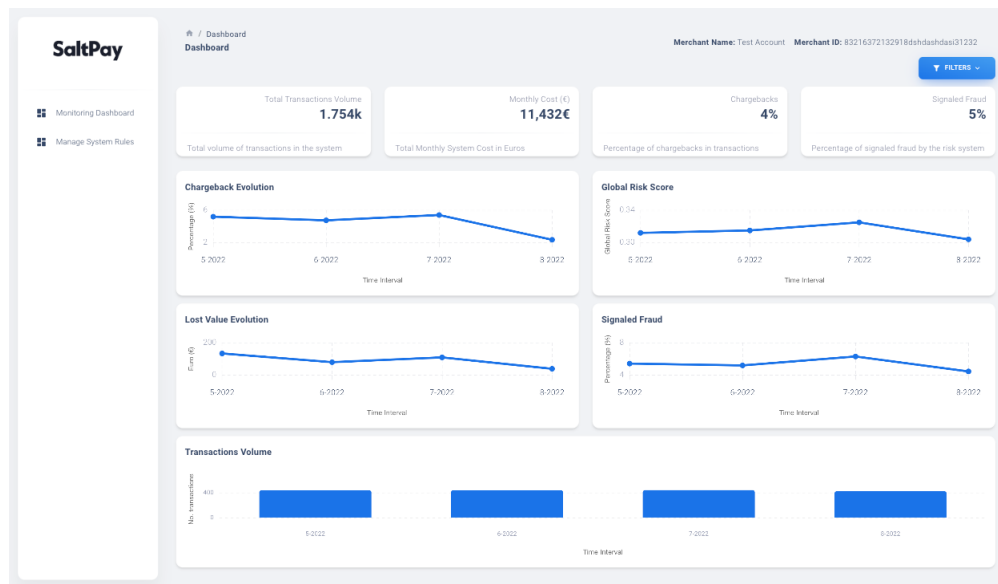 SaltPay
/ Dashboard
Dashboard
Merchant Name: Test Account Merchant ID: 83216372132918dshdashdasi31232
FILTERS
Monitoring Dashboard
Manage System Rules
Total Transactions Volume
1.754k
Total volume of transactions in the system
Monthly Cost (€)
11,432€
Total Monthly System Cost in Euros
Chargebacks
4%
Percentage of chargebacks in transactions
Signaled Fraud
5%
Percentage of signaled fraud by the risk system
Chargeback Evolution
Percentage (%)
6
2
5-2022 6-2022 7-2022 8-2022
Time Interval
Global Risk Score
Global Risk Score
0.34
0.33
5-2022 6-2022 7-2022 8-2022
Time Interval
Lost Value Evolution
200
0
5-2022 6-2022 7-2022 8-2022
Time Interval
Signaled Fraud
Percentage (%)
8
4
5-2022 6-2022 7-2022 8-2022
Time Interval
Transactions Volume
No. transactions
400
0
5-2022 6-2022 7-2022 8-2022
Time Interval